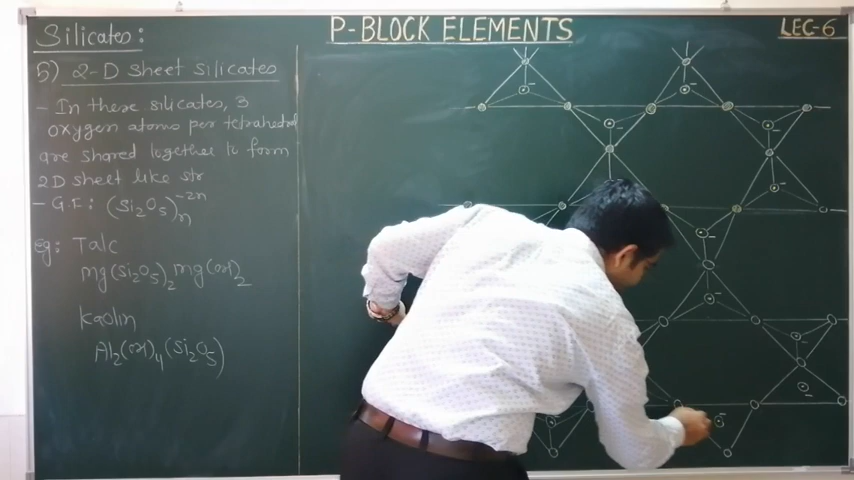 P-BLOCK ELEMENTS
LEC-6
Silicates:
5) 2-D Sheet Silicates
- In these silicates, 3
oxygen atoms per tetrahedral
are shared together to form
2D sheet like str
- G.F: (Si₂O₅)ₙ⁻²ⁿ
eg: Talc
Mg(Si₂O₅)₂ Mg(OH)₂
Kaolin
Al₂(OH)₄(Si₂O₅)